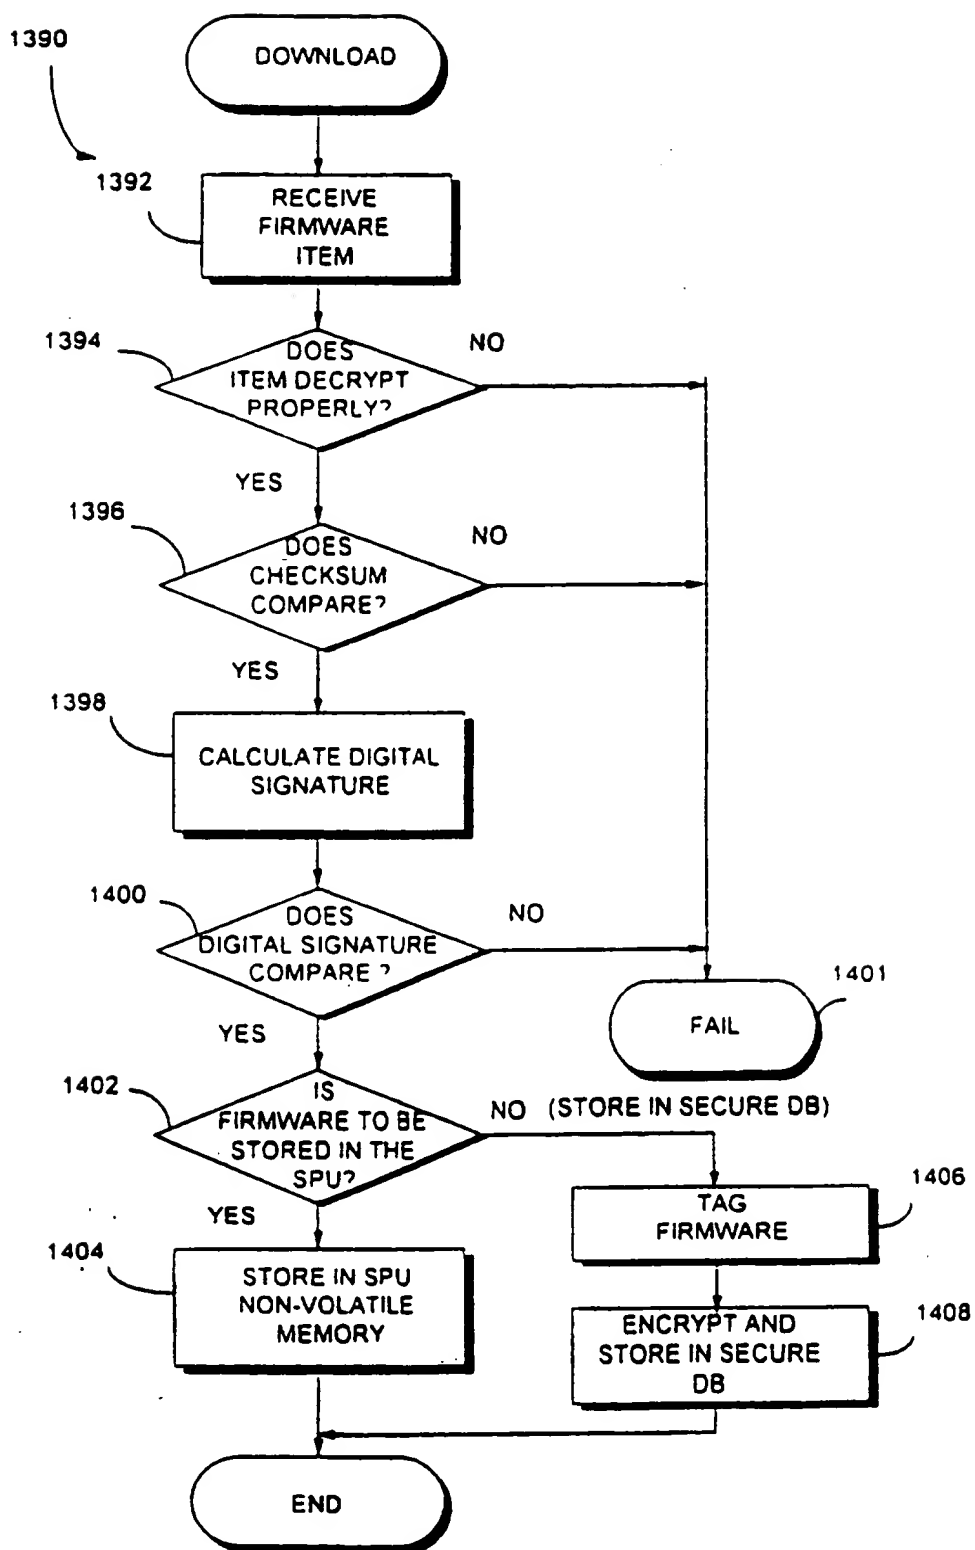 1390
DOWNLOAD
1392
RECEIVE
FIRMWARE
ITEM
1394
DOES
ITEM DECRYPT
PROPERLY?
NO
YES
1396
DOES
CHECKSUM
COMPARE?
NO
YES
1398
CALCULATE DIGITAL
SIGNATURE
1400
DOES
DIGITAL SIGNATURE
COMPARE ?
NO
YES
FAIL
1401
1402
IS
FIRMWARE TO BE
STORED IN THE
SPU?
NO (STORE IN SECURE DB)
YES
1404
STORE IN SPU
NON-VOLATILE
MEMORY
TAG
FIRMWARE
1406
ENCRYPT AND
STORE IN SECURE
DB
1408
END